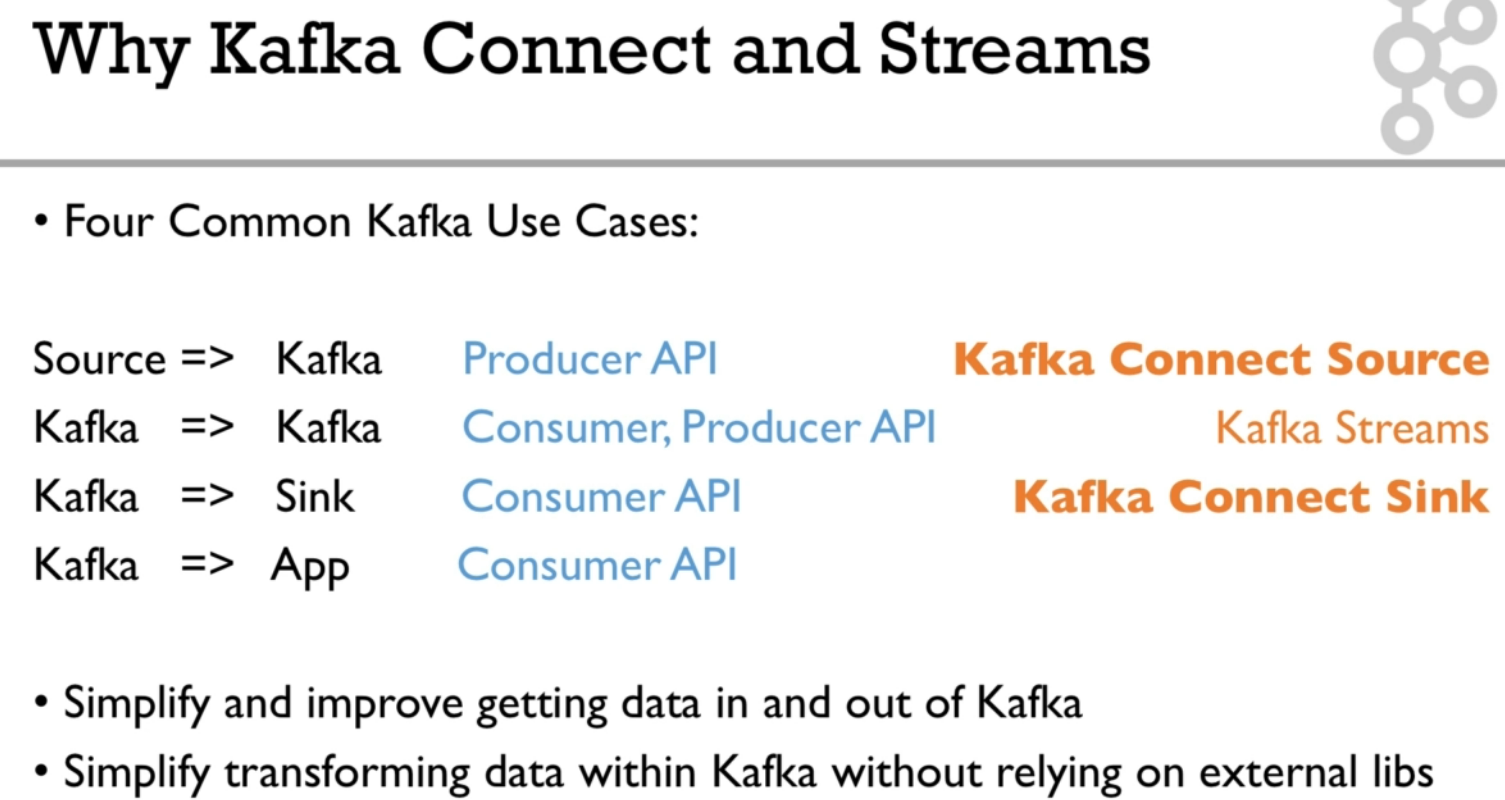 Why Kafka Connect and Streams
• Four Common Kafka Use Cases:
Source => Kafka Producer API Kafka Connect Source
Kafka => Kafka Consumer, Producer API Kafka Streams
Kafka => Sink Consumer API Kafka Connect Sink
Kafka => App Consumer API
• Simplify and improve getting data in and out of Kafka
• Simplify transforming data within Kafka without relying on external libs